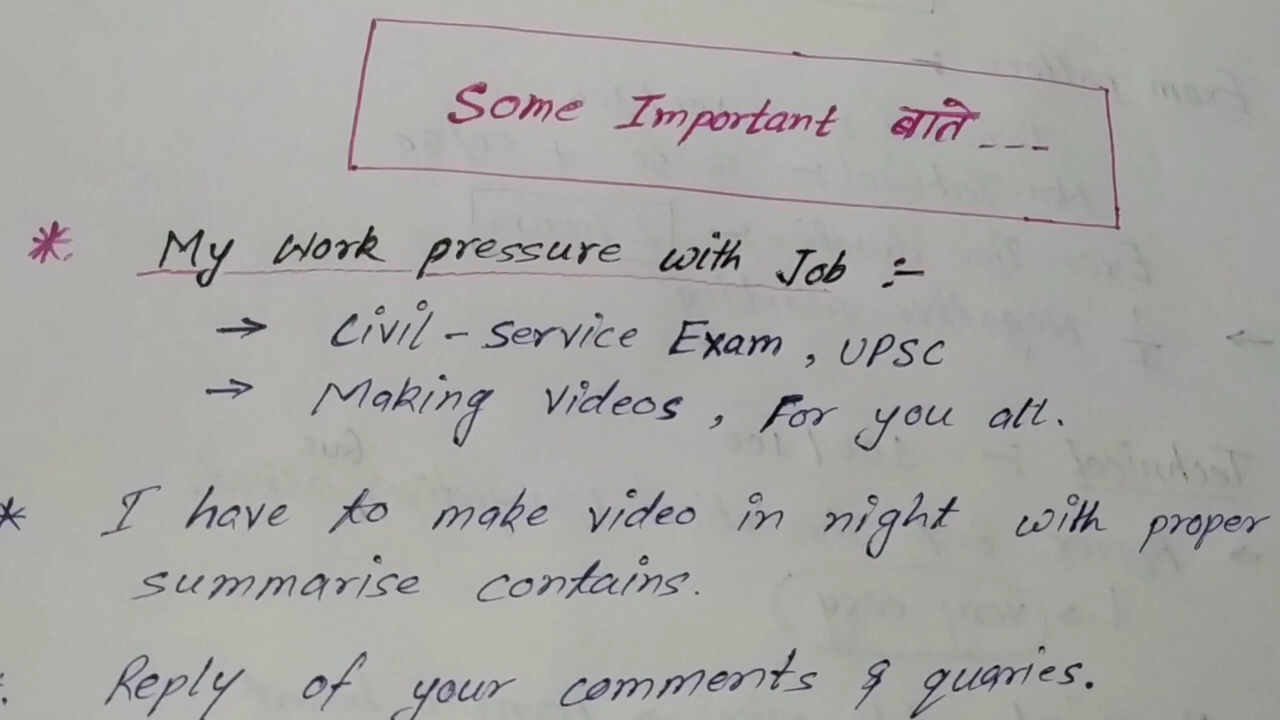 Some Important बाते---
*. My work pressure with Job :-
→ Civil-Service Exam, UPSC
→ Making Videos, For you all.
* I have to make video in night with proper
summarise contains.
*. Reply of your comments & quaries.